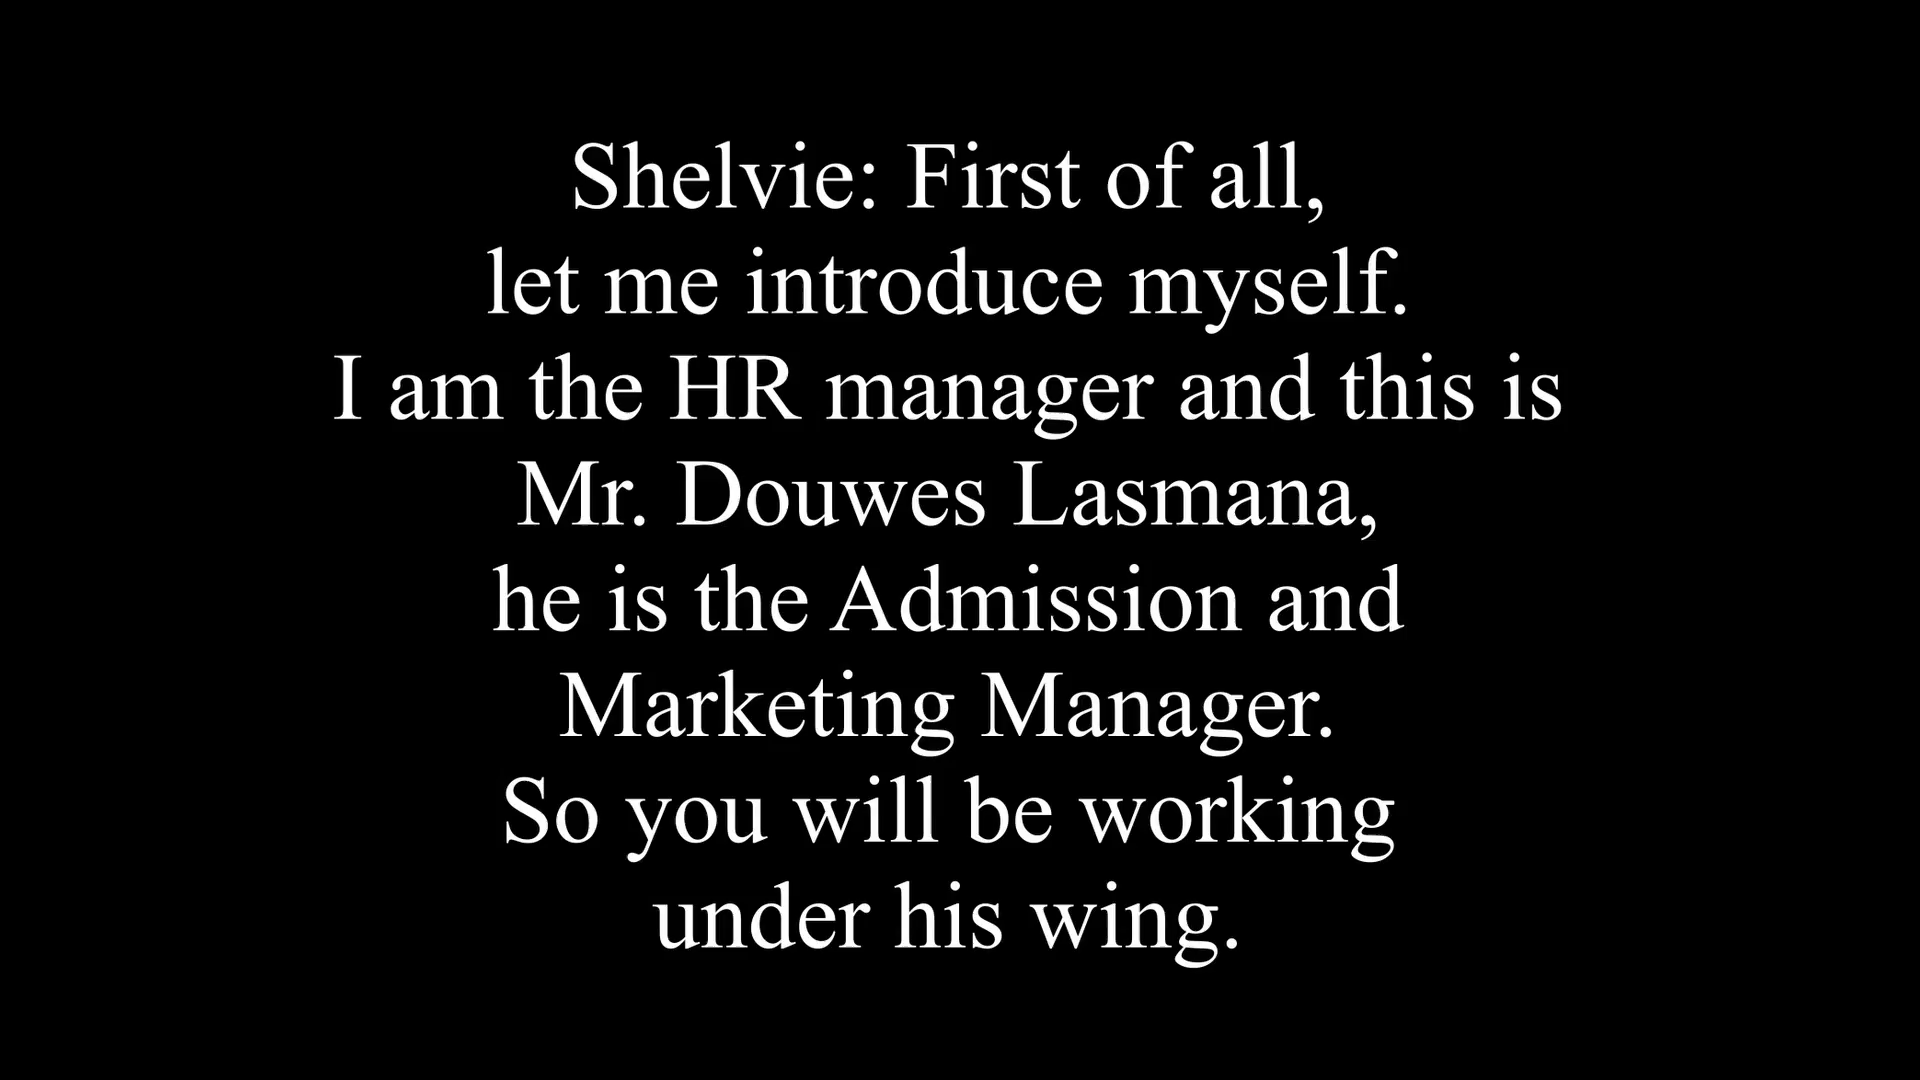 Shelvie: First of all,
let me introduce myself.
I am the HR manager and this is
Mr. Douwes Lasmana,
he is the Admission and
Marketing Manager.
So you will be working
under his wing.